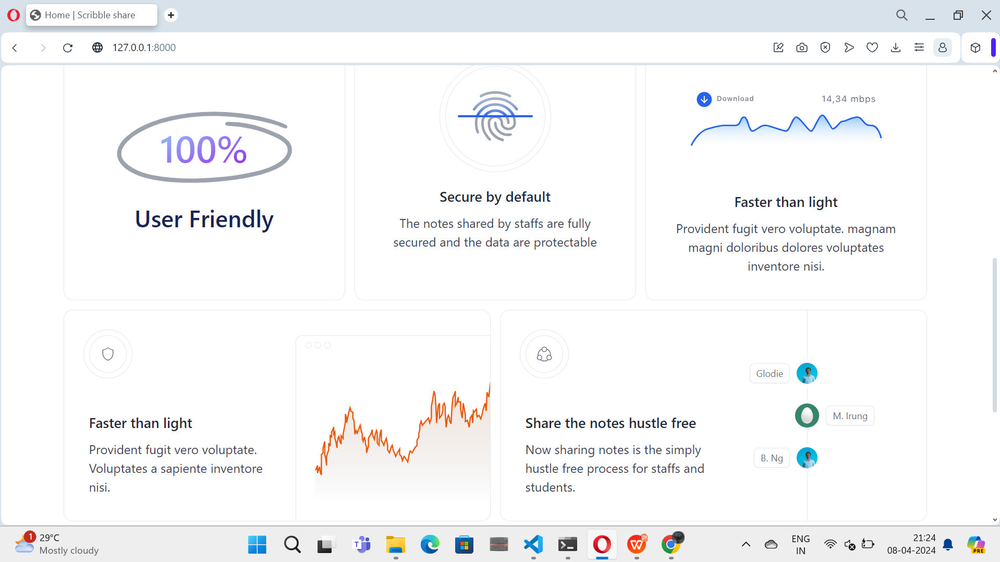 Home | Scribble share
127.0.0.1:8000
100%
User Friendly
Secure by default
The notes shared by staffs are fully
secured and the data are protectable
Download
14,34 mbps
Faster than light
Provident fugit vero voluptate. magnam
magni doloribus dolores voluptates
inventore nisi.
Faster than light
Provident fugit vero voluptate.
Voluptates a sapiente inventore
nisi.
Share the notes hustle free
Now sharing notes is the simply
hustle free process for staffs and
students.
Glodie
M. Irung
B. Ng
1
29°C
Mostly cloudy
T
W
P
ENG
IN
21:24
08-04-2024
PRE